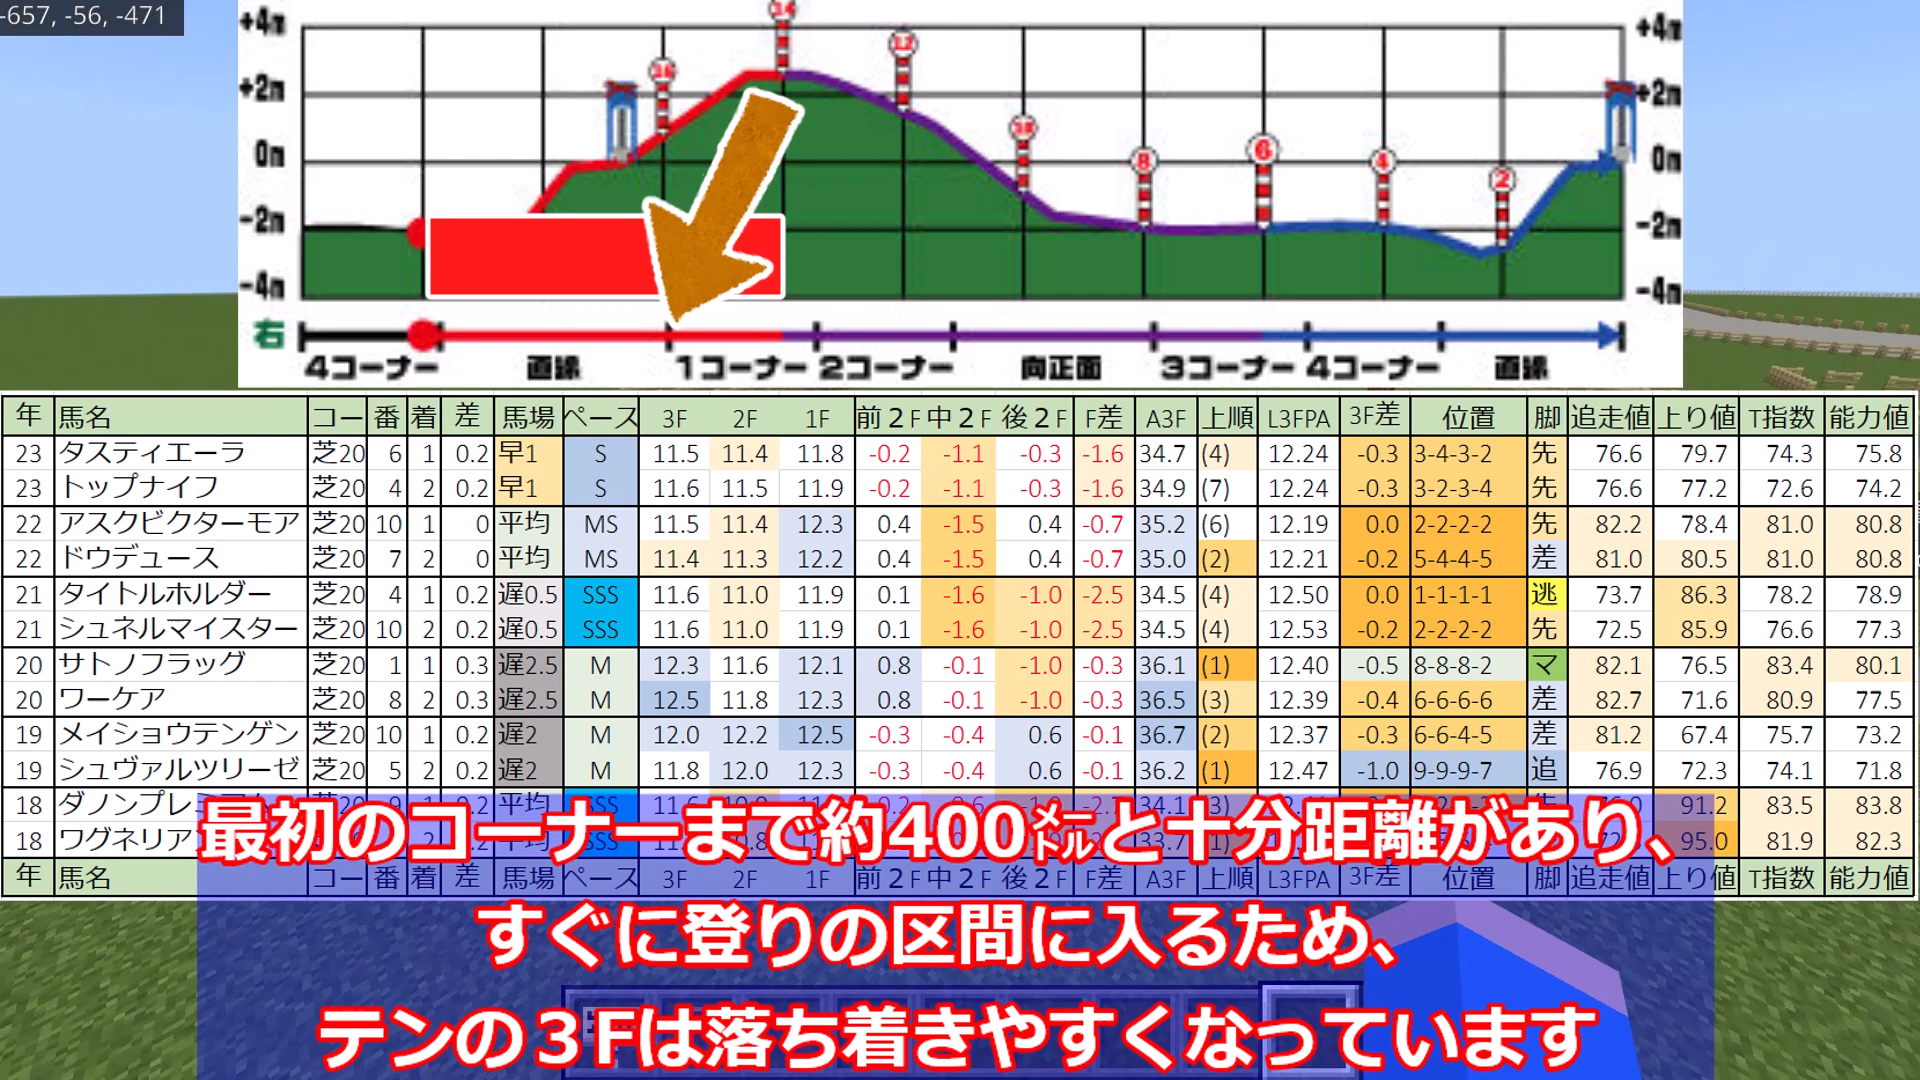 -657, -56, -471
+4m +4m
+2m +2m
0m 0m
-2m -2m
-4m -4m
16 14 12 10 8 6 4 2
右
4コーナー 直線 1コーナー 2コーナー 向正面 3コーナー 4コーナー 直線
年 馬名 コー 番 着 差 馬場 ペース 3F 2F 1F 前2F 中2F 後2F F差 A3F 上順 L3FPA 3F差 位置 脚 追走値 上り値 T指数 能力値
23 タスティエーラ 芝20 6 1 0.2 早1 S 11.5 11.4 11.8 -0.2 -1.1 -0.3 -1.6 34.7 (4) 12.24 -0.3 3-4-3-2 先 76.6 79.7 74.3 75.8
23 トップナイフ 芝20 4 2 0.2 早1 S 11.6 11.5 11.9 -0.2 -1.1 -0.3 -1.6 34.9 (7) 12.24 -0.3 3-2-3-4 先 76.6 77.2 72.6 74.2
22 アスクビクターモア 芝20 10 1 0 平均 MS 11.5 11.4 12.3 0.4 -1.5 0.4 -0.7 35.2 (6) 12.19 0.0 2-2-2-2 先 82.2 78.4 81.0 80.8
22 ドウデュース 芝20 7 2 0 平均 MS 11.4 11.3 12.2 0.4 -1.5 0.4 -0.7 35.0 (2) 12.21 -0.2 5-4-4-5 差 81.0 80.5 81.0 80.8
21 タイトルホルダー 芝20 4 1 0.2 遅0.5 SSS 11.6 11.0 11.9 0.1 -1.6 -1.0 -2.5 34.5 (4) 12.50 0.0 1-1-1-1 逃 73.7 86.3 78.2 78.9
21 シュネルマイスター 芝20 10 2 0.2 遅0.5 SSS 11.6 11.0 11.9 0.1 -1.6 -1.0 -2.5 34.5 (4) 12.53 -0.2 2-2-2-2 先 72.5 85.9 76.6 77.3
20 サトノフラッグ 芝20 1 1 0.3 遅2.5 M 12.3 11.6 12.1 0.8 -0.1 -1.0 -0.3 36.1 (1) 12.40 -0.5 8-8-8-2 マ 82.1 76.5 83.4 80.1
20 ワーケア 芝20 8 2 0.3 遅2.5 M 12.5 11.8 12.3 0.8 -0.1 -1.0 -0.3 36.5 (3) 12.39 -0.4 6-6-6-6 差 82.7 71.6 80.9 77.5
19 メイショウテンゲン 芝20 10 1 0.2 遅2 M 12.0 12.2 12.5 -0.3 -0.4 0.6 -0.1 36.7 (2) 12.37 -0.3 6-6-4-5 差 81.2 67.4 75.7 73.2
19 シュヴァルツリーゼ 芝20 5 2 0.2 遅2 M 11.8 12.0 12.3 -0.3 -0.4 0.6 -0.1 36.2 (1) 12.47 -1.0 9-9-9-7 追 76.9 72.3 74.1 71.8
18 ダノンプレミアム 芝20 9 1 0.2 平均 SSS 34.1 91.2 83.5 83.8
18 ワグネリア 芝20 2 平均 SSS 33.7 95.0 81.9 82.3
年 馬名 コー 番 着 差 馬場 ペース 3F 2F 1F 前2F 中2F 後2F F差 A3F 上順 L3FPA 3F差 位置 脚 追走値 上り値 T指数 能力値
最初のコーナーまで約400㍍と十分距離があり、
すぐに登りの区間に入るため、
テンの3Fは落ち着きやすくなっています